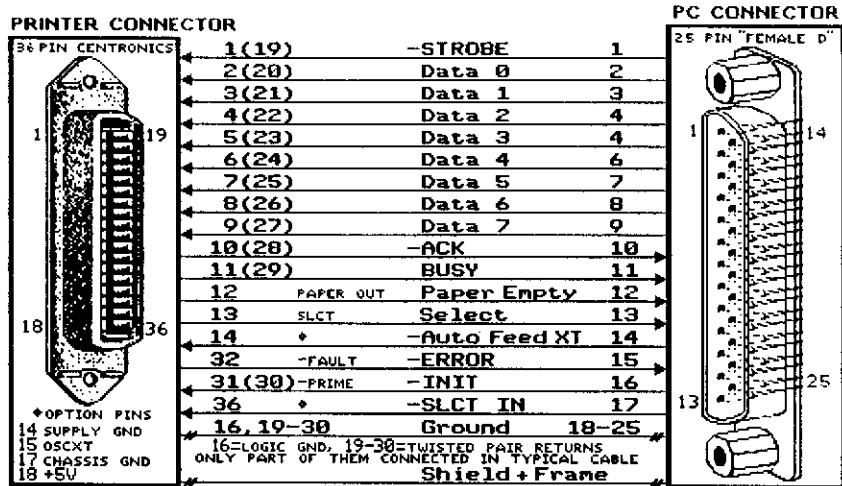 PRINTER CONNECTOR
PC CONNECTOR
36 PIN CENTRONICS
25 PIN "FEMALE D"
1(19) -STROBE 1
2(20) Data 0 2
3(21) Data 1 3
4(22) Data 2 4
5(23) Data 3 4
6(24) Data 4 6
7(25) Data 5 7
8(26) Data 6 8
9(27) Data 7 9
10(28) -ACK 10
11(29) BUSY 11
12 PAPER OUT Paper Empty 12
13 SLCT Select 13
14 * -Auto Feed XT 14
32 -FAULT -ERROR 15
31(30) -PRIME -INIT 16
36 * -SLCT IN 17
16,19-30 Ground 18-25
16=LOGIC GND, 19-30=TWISTED PAIR RETURNS
ONLY PART OF THEM CONNECTED IN TYPICAL CABLE
Shield+Frame
1
19
18
36
*OPTION PINS
14 SUPPLY GND
15 OSCXT
17 CHASSIS GND
18 +5V
1
14
13
25